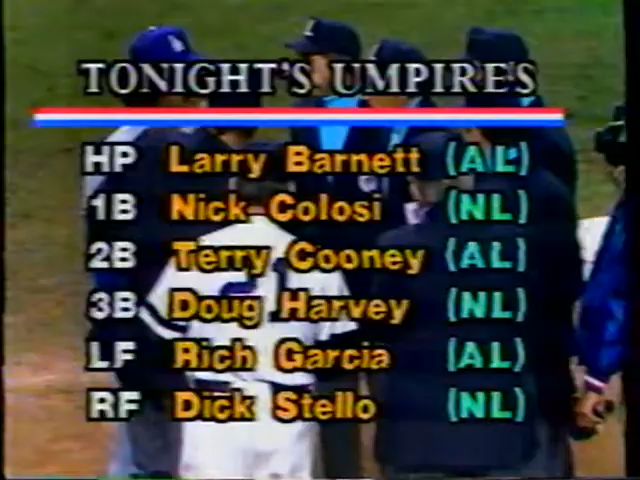 TONIGHT'S UMPIRES
HP Larry Barnett (AL)
1B Nick Colosi (NL)
2B Terry Cooney (AL)
3B Doug Harvey (NL)
LF Rich Garcia (AL)
RF Dick Stello (NL)